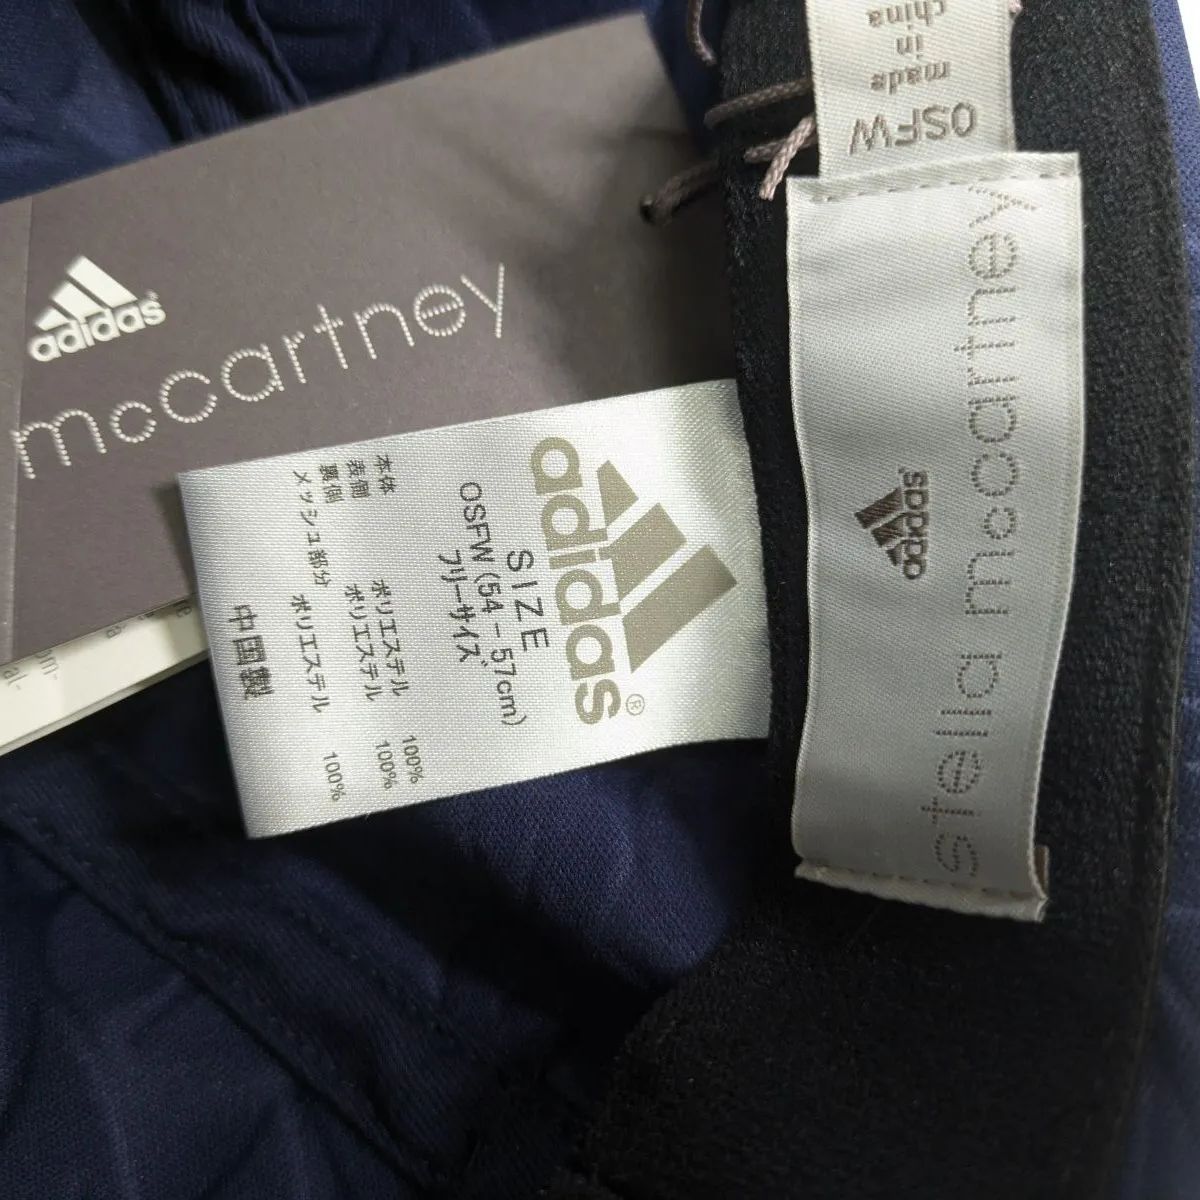 adidas
mcCartney
adidas®
SIZE
OSFW (54-57cm)
フリーサイズ
本体
表側 ポリエステル 100%
裏側 ポリエステル 100%
メッシュ部分 ポリエステル 100%
中国製
made
in
china
OSFW
stella mcCartney
adidas